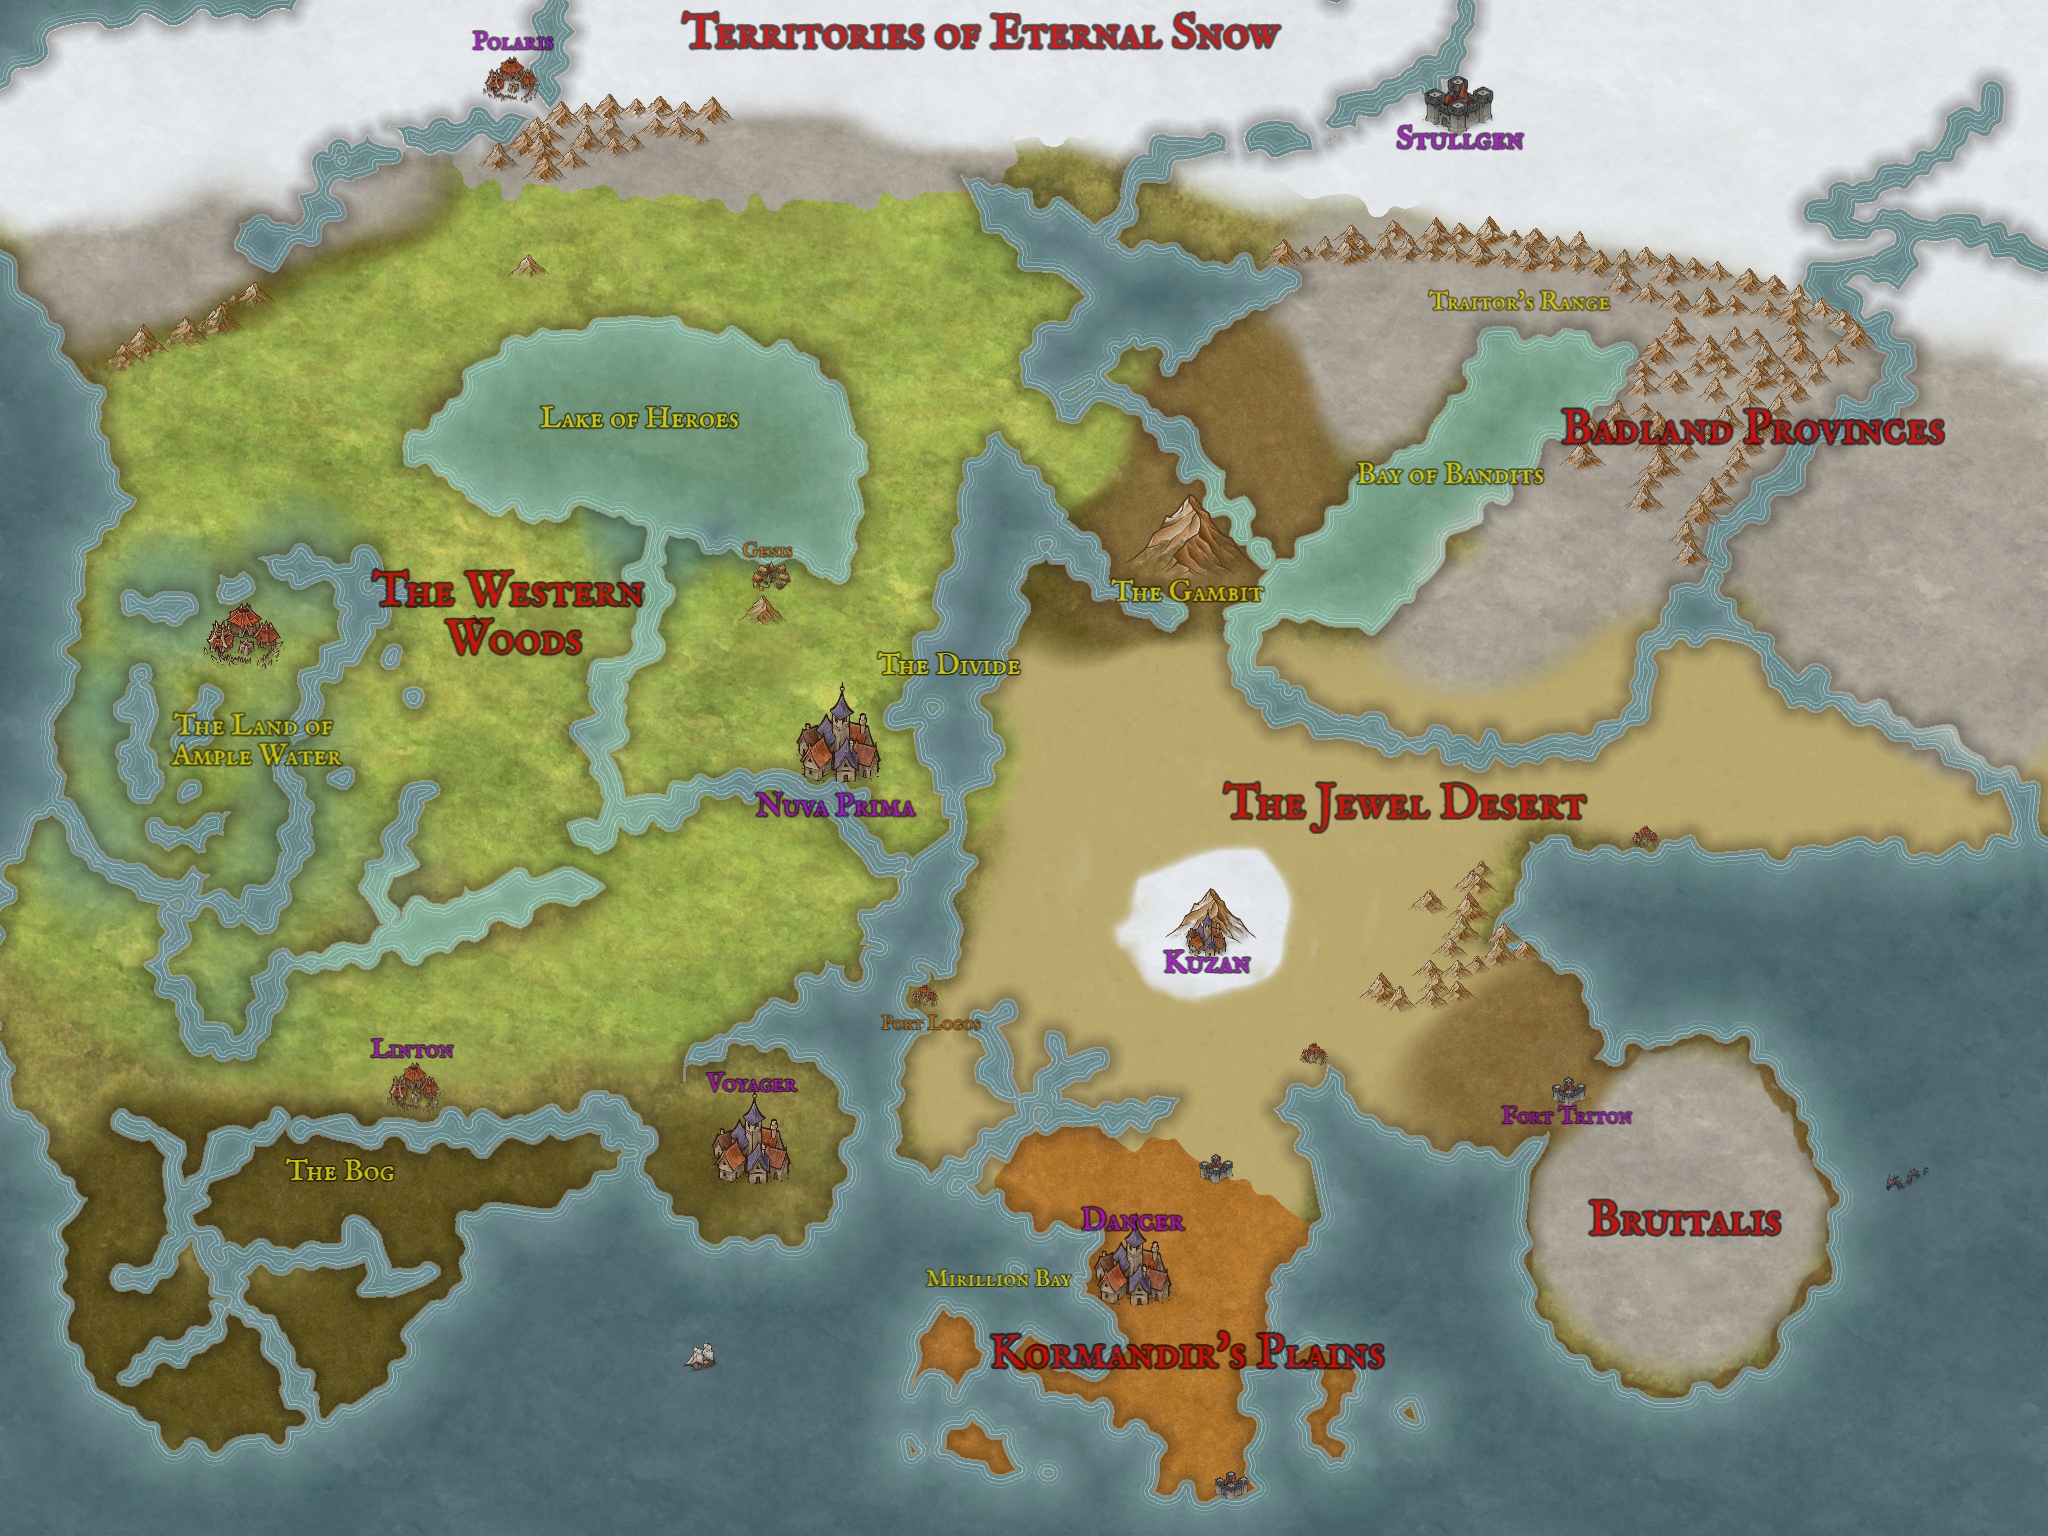 Territories of Eternal Snow
Polaris
Stullgen
Traitor's Range
Lake of Heroes
Badland Provinces
Bay of Bandits
Genis
The Western
Woods
The Gambit
The Divide
The Land of
Ample Water
Nuva Prima
The Jewel Desert
Kuzan
Port Logos
Linton
Voyager
Fort Triton
The Bog
Dancer
Bruitalis
Mirillion Bay
Kormandir's Plains